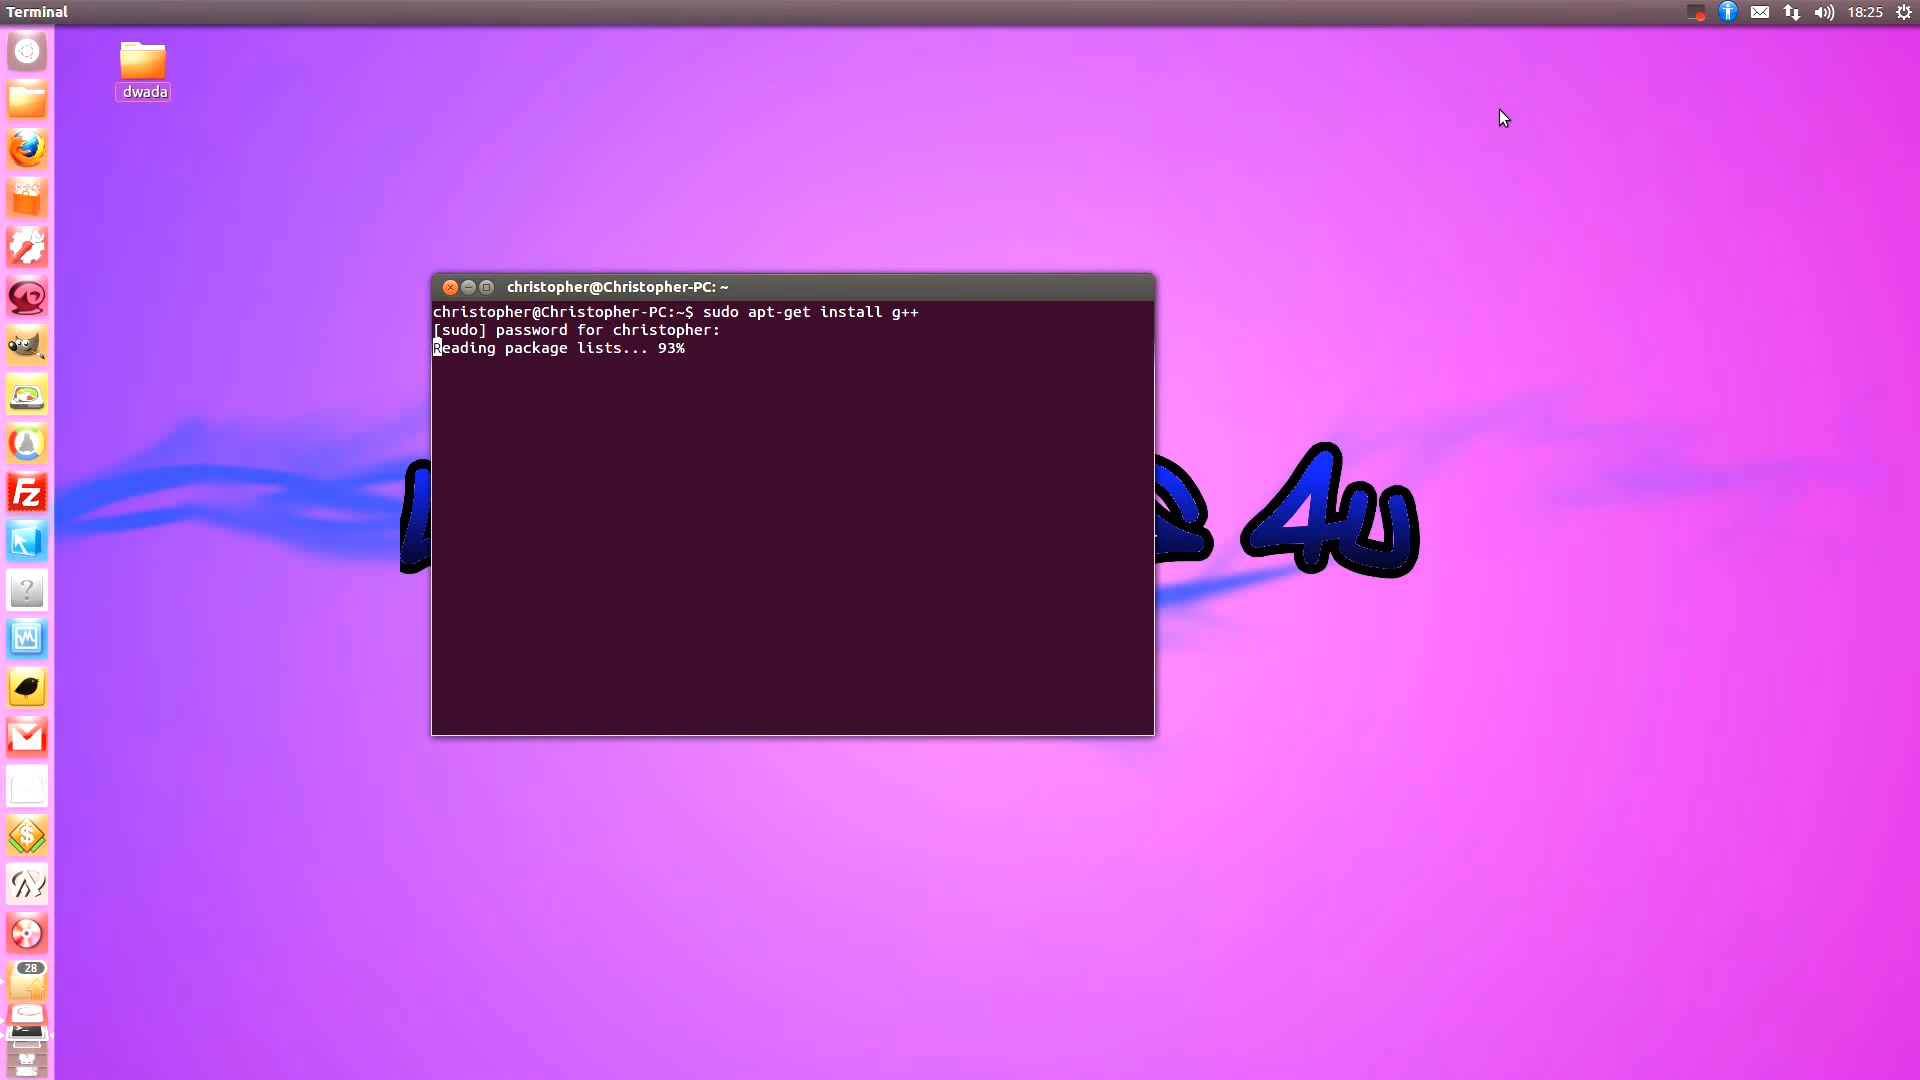 Terminal
18:25
dwada
christopher@Christopher-PC: ~
christopher@Christopher-PC:~$ sudo apt-get install g++
[sudo] password for christopher:
Reading package lists... 93%
4U
Fz
?
$
28
>_